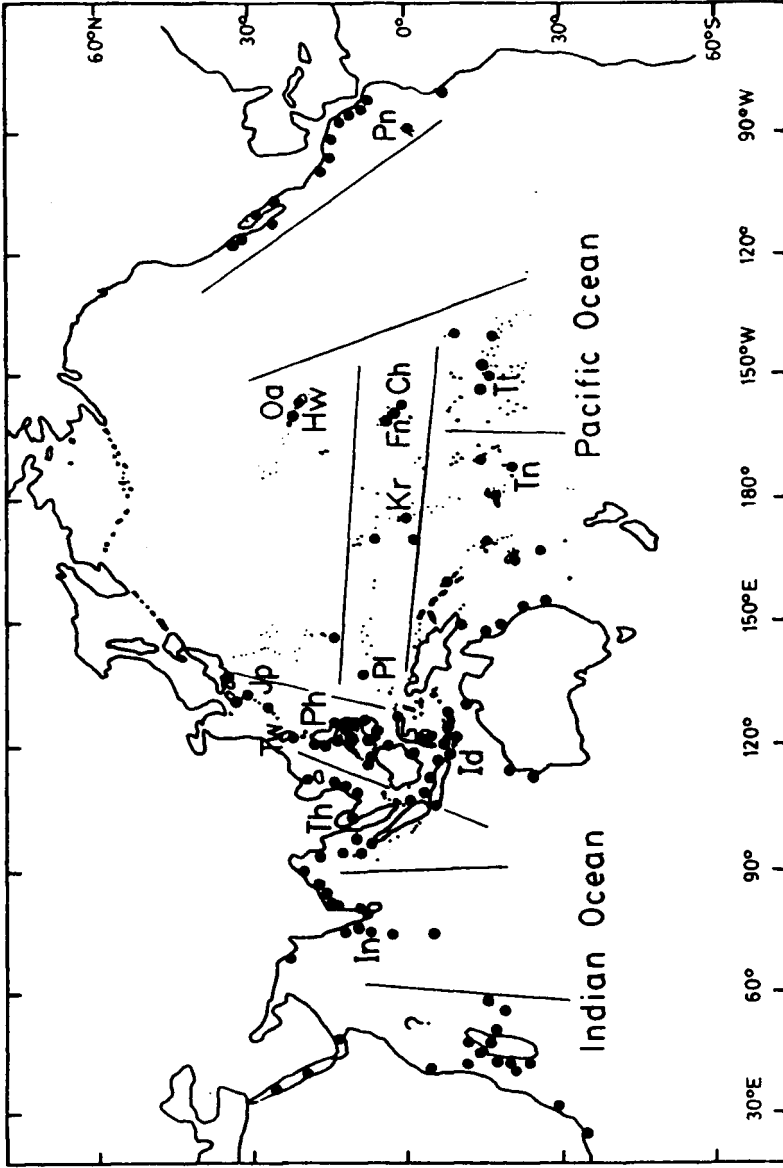 60°N
30°
0°
30°
60°S
30°E
60°
90°
120°
150°E
180°
150°W
120°
90°W
Indian Ocean
Pacific Ocean
?
In
Th
Tw
Ph
Jp
Id
Pl
Kr
Fn
Ch
Oa
Hw
Tn
Tt
Pn